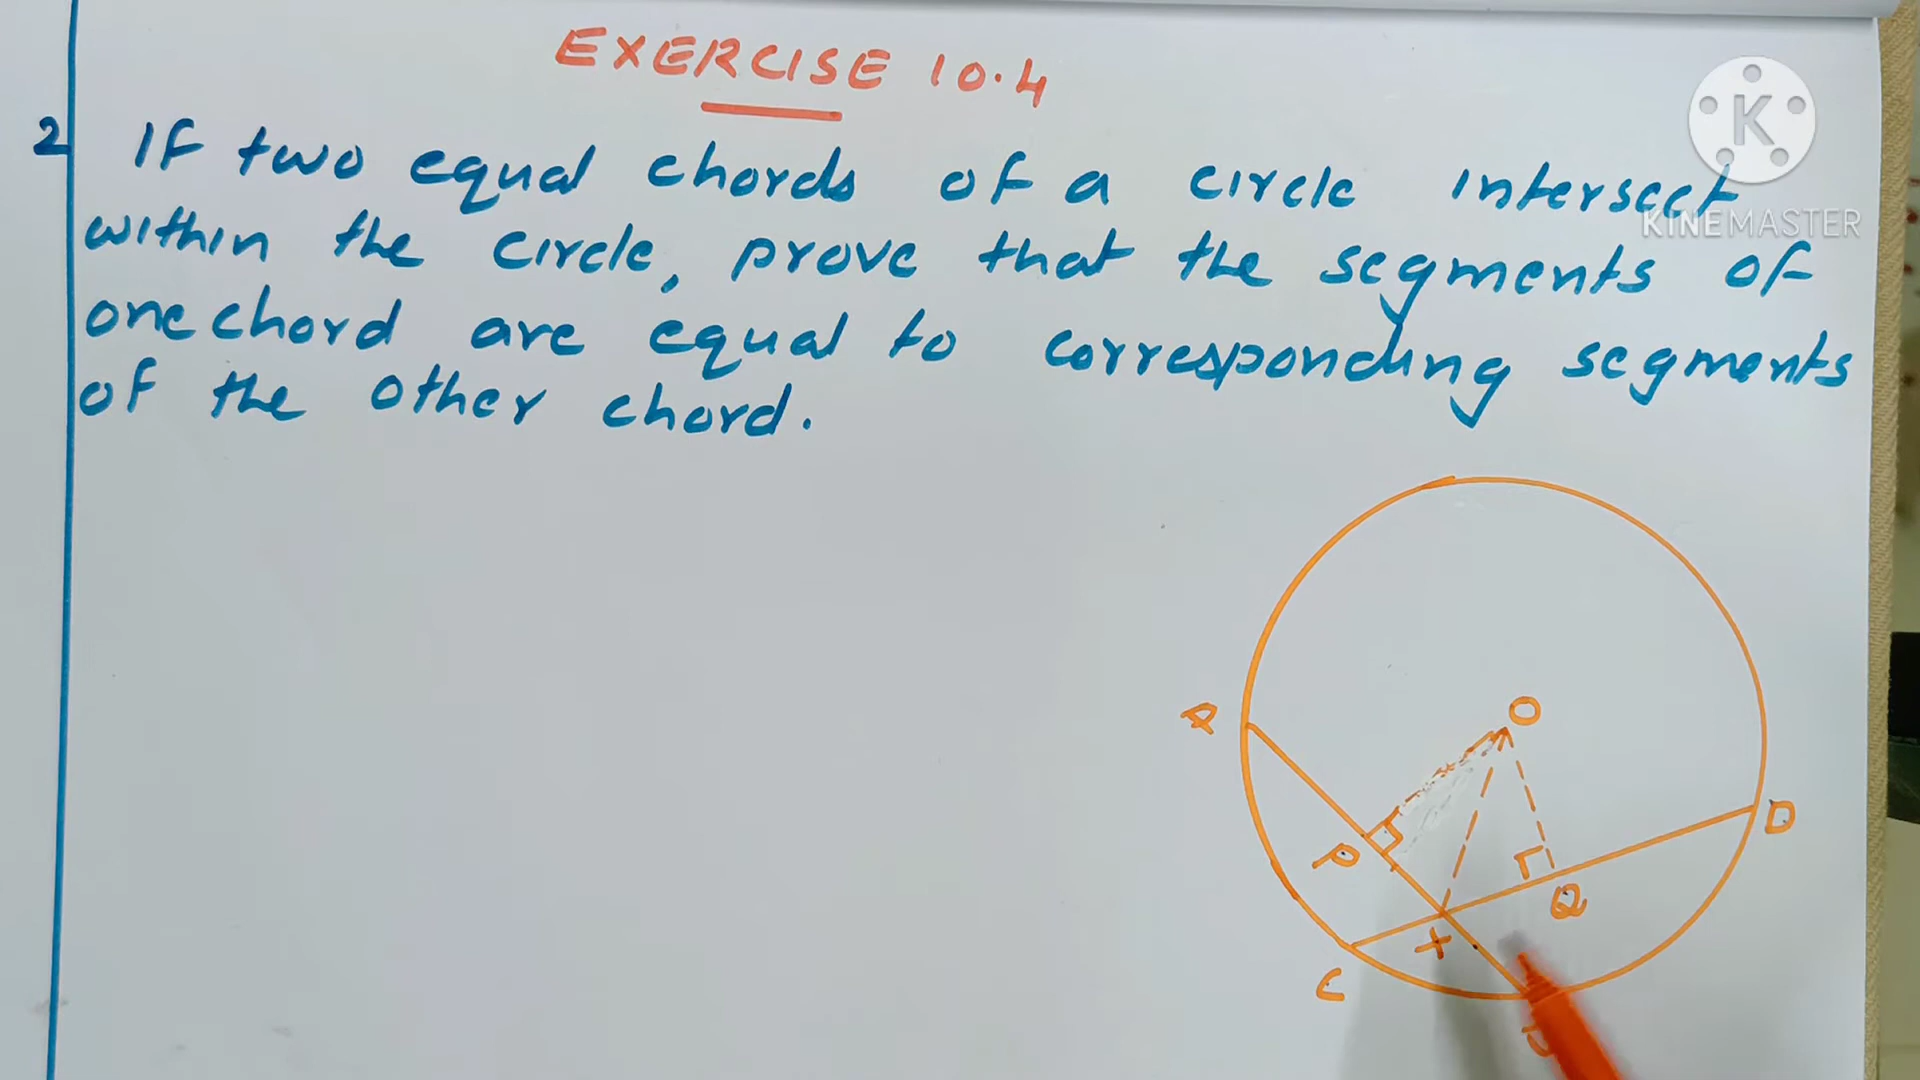 EXERCISE 10.4
2 If two equal chords of a circle intersect
within the circle, prove that the segments of
one chord are equal to corresponding segments
of the other chord.
K
KINEMASTER
O
A
D
P
Q
X
C